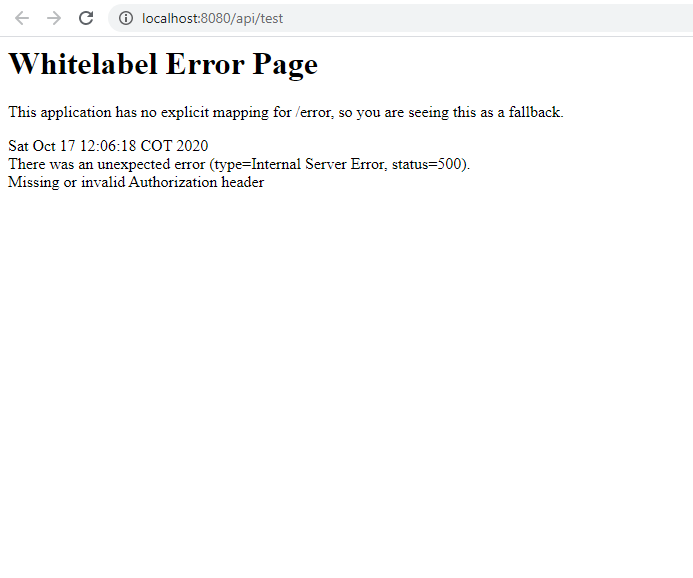 localhost:8080/api/test
Whitelabel Error Page
This application has no explicit mapping for /error, so you are seeing this as a fallback.
Sat Oct 17 12:06:18 COT 2020
There was an unexpected error (type=Internal Server Error, status=500).
Missing or invalid Authorization header